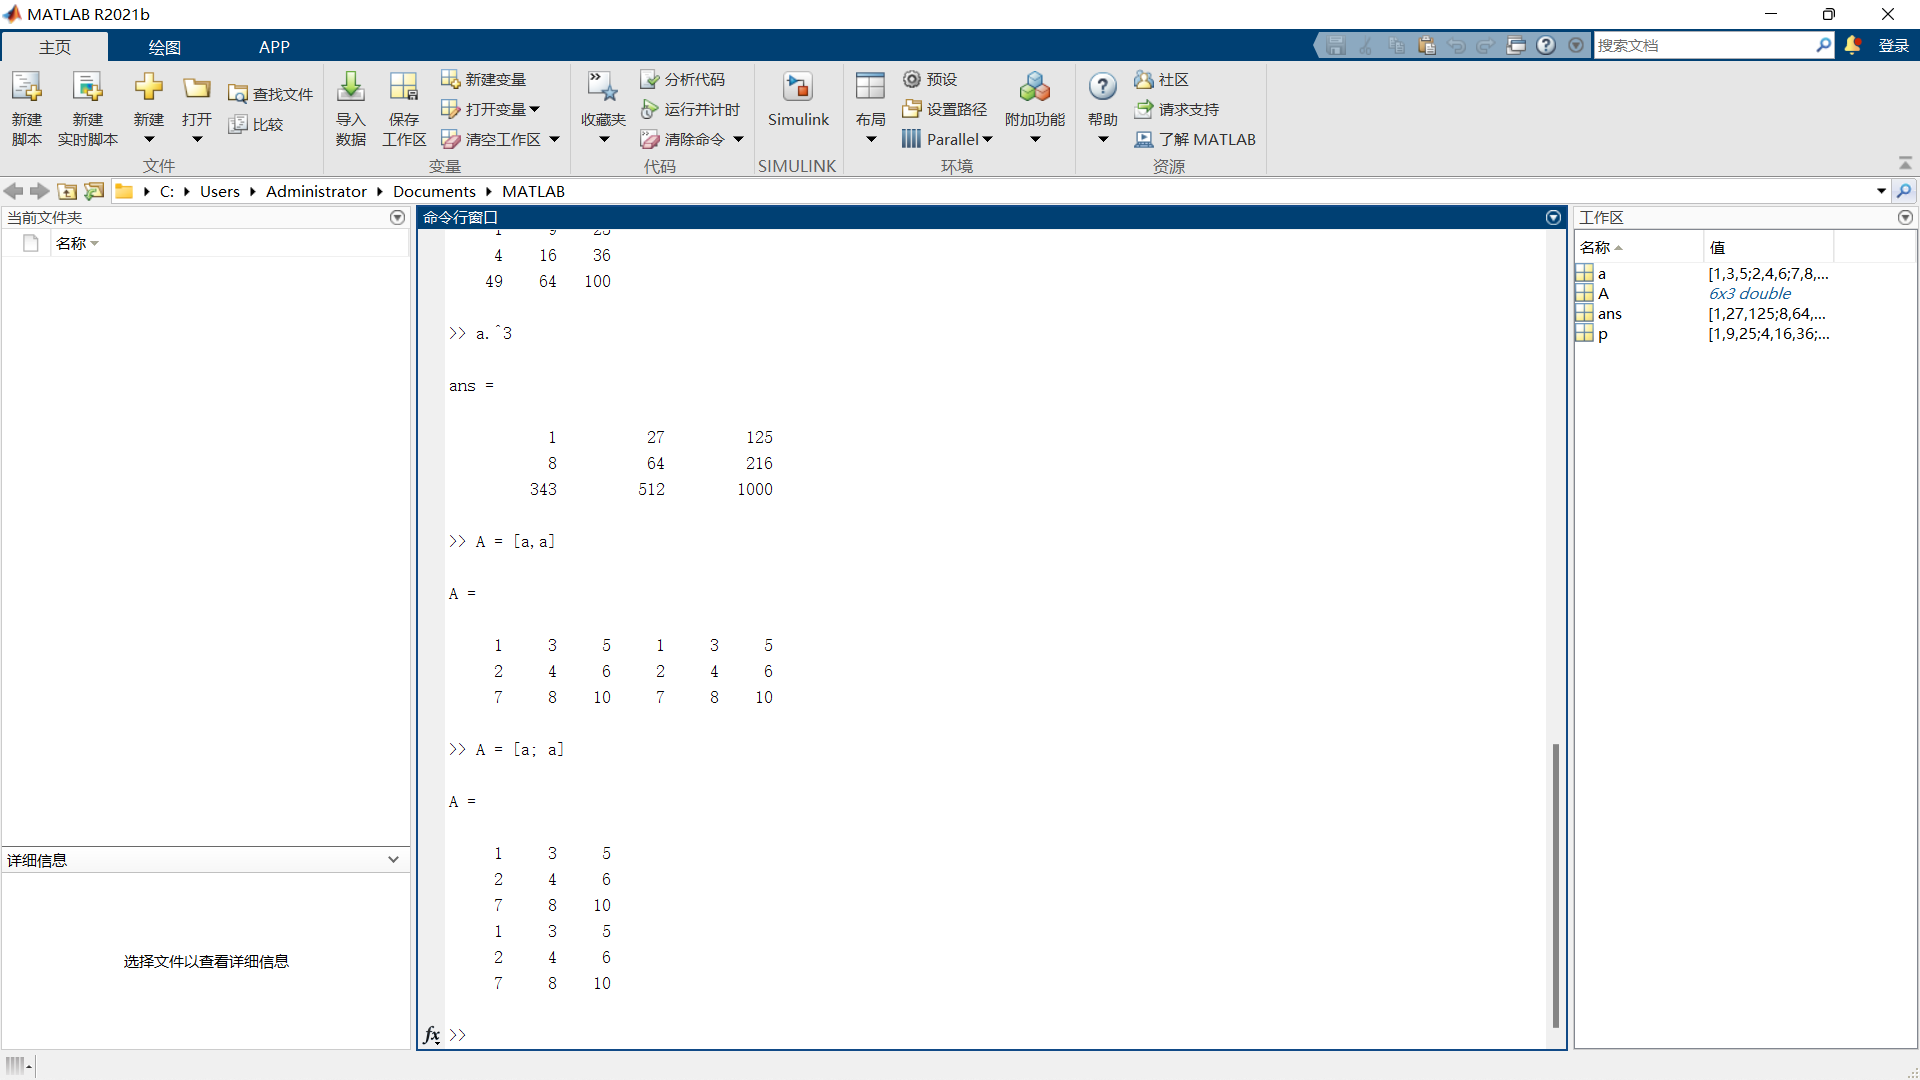 MATLAB R2021b
主页 绘图 APP 搜索文档 登录
新建脚本 新建实时脚本 新建 打开 查找文件 比较 文件
导入数据 保存工作区 新建变量 打开变量 清空工作区 变量
收藏夹 分析代码 运行并计时 清除命令 代码
Simulink SIMULINK
布局 预设 设置路径 Parallel 附加功能 环境
帮助 社区 请求支持 了解 MATLAB 资源
C: Users Administrator Documents MATLAB
当前文件夹
名称
详细信息
选择文件以查看详细信息
命令行窗口
1 9 25
4 16 36
49 64 100
>> a.^3
ans =
1 27 125
8 64 216
343 512 1000
>> A = [a,a]
A =
1 3 5 1 3 5
2 4 6 2 4 6
7 8 10 7 8 10
>> A = [a; a]
A =
1 3 5
2 4 6
7 8 10
1 3 5
2 4 6
7 8 10
fx >>
工作区
名称 值
a [1,3,5;2,4,6;7,8,...
A 6x3 double
ans [1,27,125;8,64,...
p [1,9,25;4,16,36;...